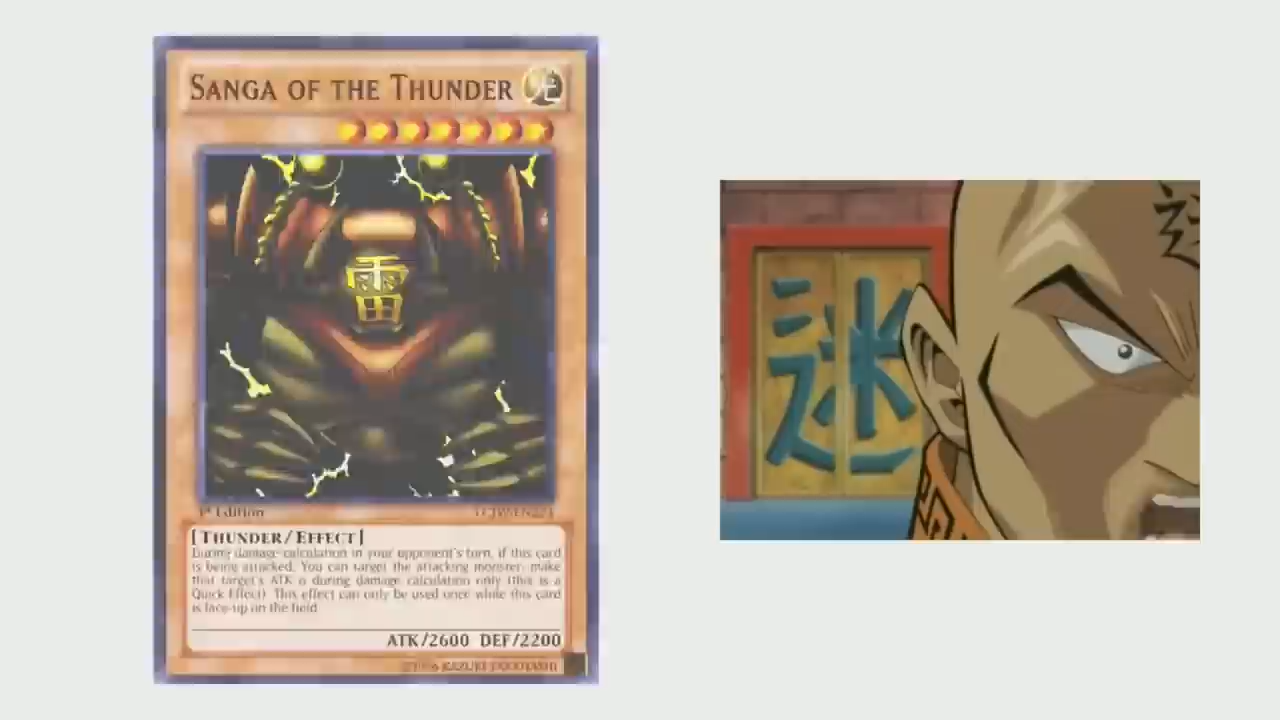 SANGA OF THE THUNDER
雷
1st Edition
[THUNDER/EFFECT]
During damage calculation in your opponent's turn, if this card
is being attacked: You can target the attacking monster; make
that target's ATK 0 during damage calculation only (this is a
Quick Effect). This effect can only be used once while this card
is face-up on the field.
ATK/2600 DEF/2200
KAZUKI TAKAHASHI
迷